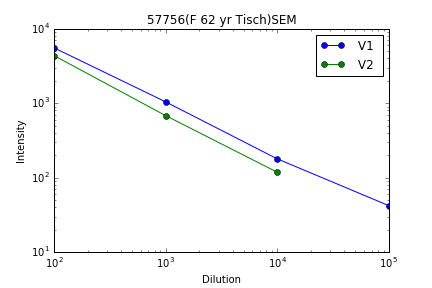 57756(F 62 yr Tisch)SEM
10⁴
V1
V2
10³
Intensity
10²
10¹
10² 10³ 10⁴ 10⁵
Dilution